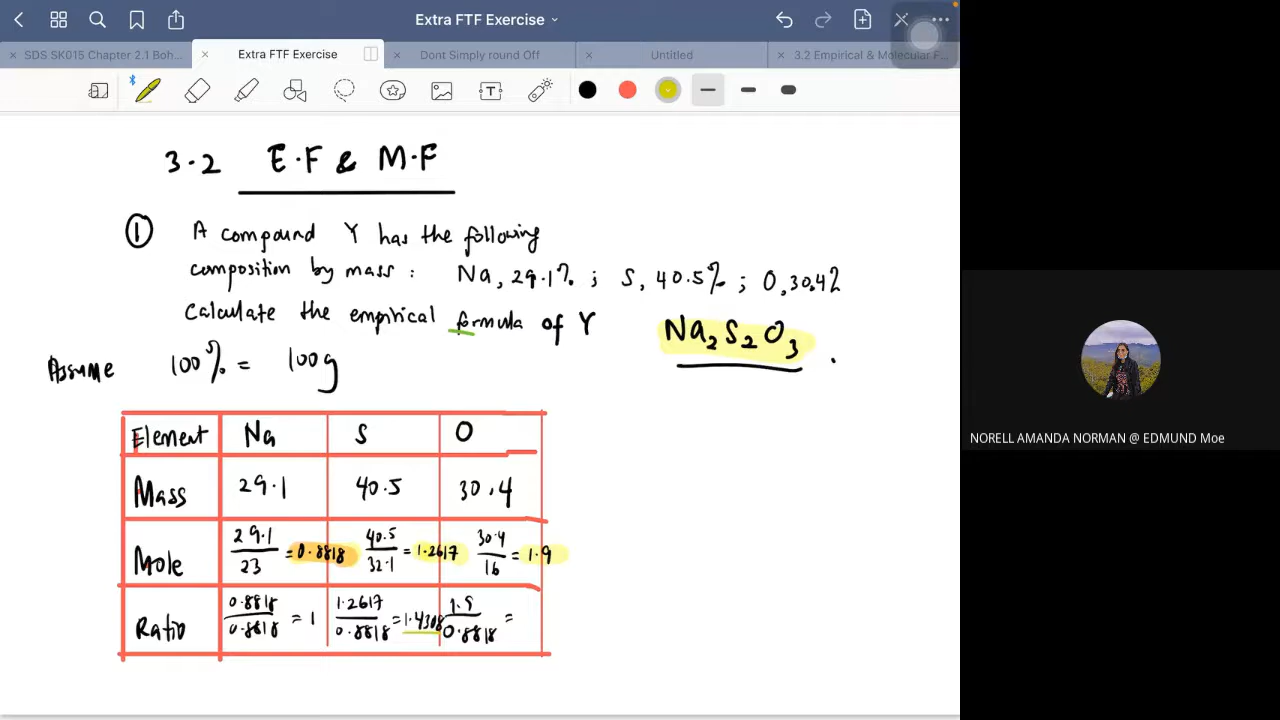 Extra FTF Exercise
SDS SK015 Chapter 2.1 Boh...
Extra FTF Exercise
Dont Simply round Off
Untitled
3.2 Empirical & Molecular F...
3.2 E.F & M.F
① A compound Y has the following
composition by mass : Na, 29.1% ; S, 40.5% ; O, 30.4%
Calculate the empirical formula of Y
Na₂S₂O₃
Assume 100% = 100g
Element Na S O
Mass 29.1 40.5 30.4
Mole 29.1/23 = 0.8818 40.5/32.1 = 1.2617 30.4/16 = 1.9
Ratio 0.8818/0.8818 = 1 1.2617/0.8818 = 1.4308 1.9/0.8818 =
NORELL AMANDA NORMAN @ EDMUND Moe